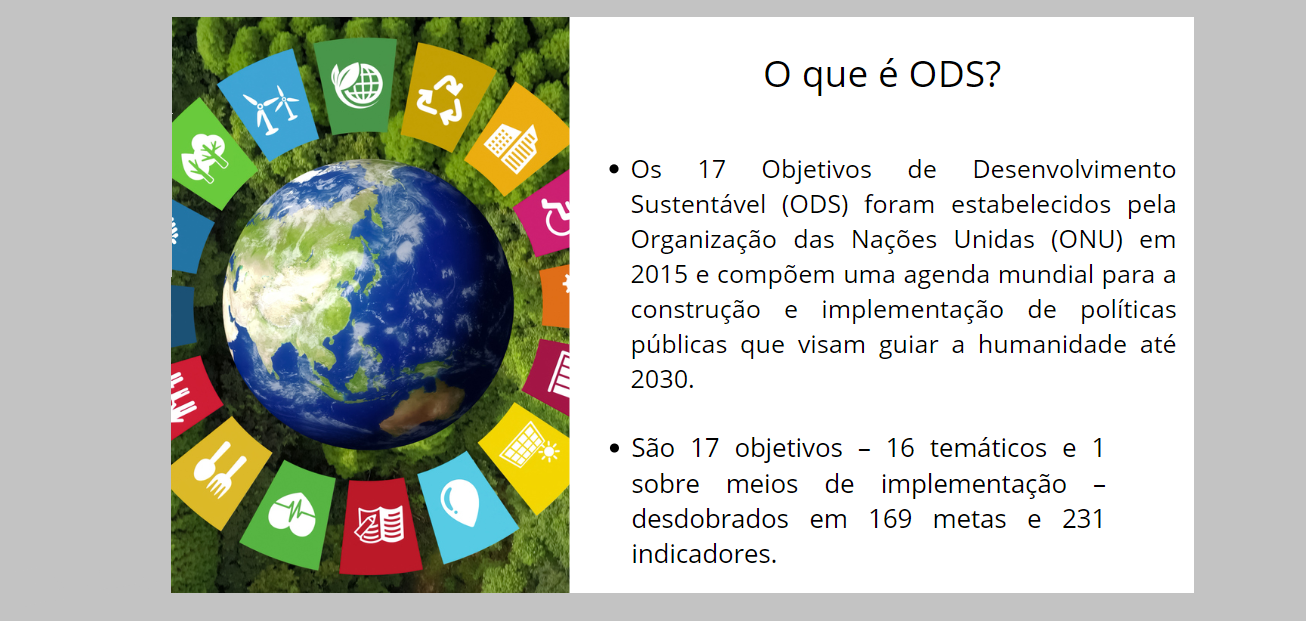 O que é ODS?
• Os 17 Objetivos de Desenvolvimento
Sustentável (ODS) foram estabelecidos pela
Organização das Nações Unidas (ONU) em
2015 e compõem uma agenda mundial para a
construção e implementação de políticas
públicas que visam guiar a humanidade até
2030.
• São 17 objetivos – 16 temáticos e 1
sobre meios de implementação –
desdobrados em 169 metas e 231
indicadores.